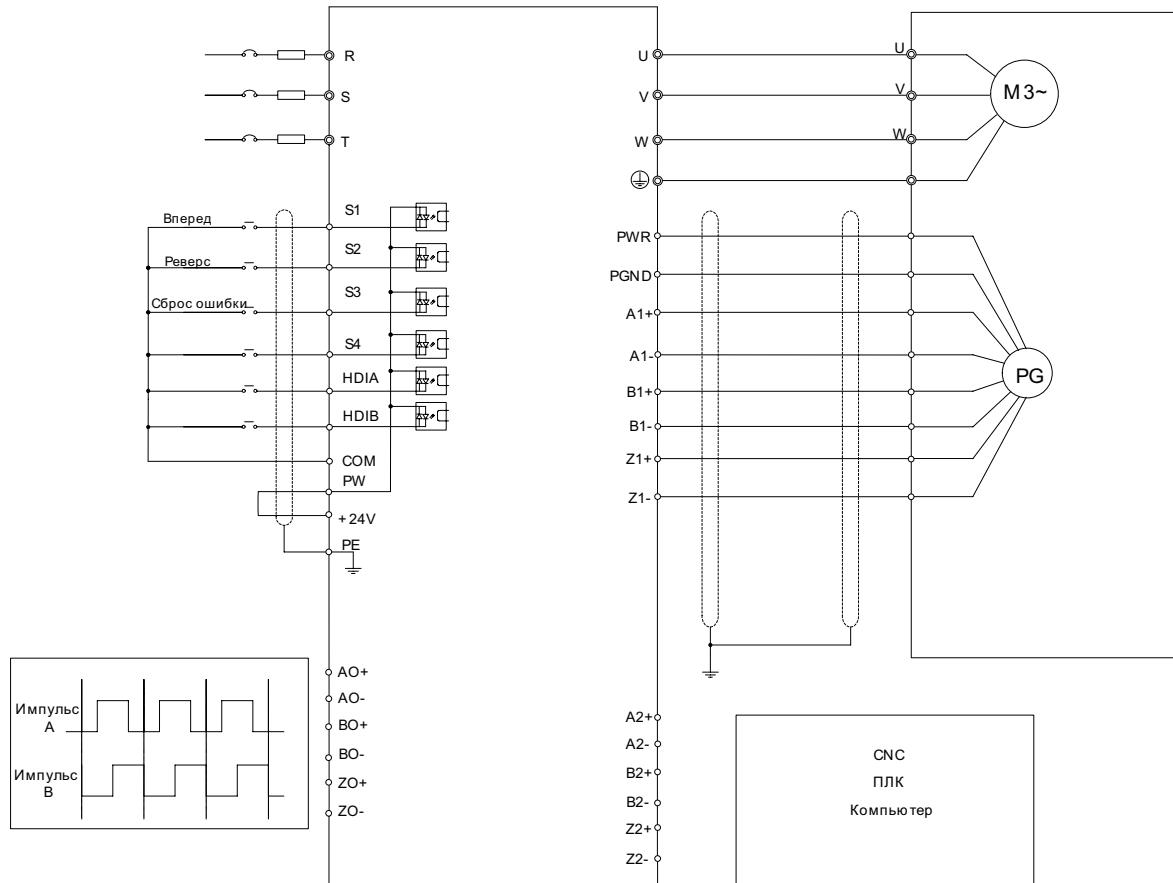 R
S
T
U
V
W
U
V
W
M 3~
Вперед
Реверс
Сброс ошибки
S1
S2
S3
S4
HDIA
HDIB
COM
PW
+24V
PE
PWR
PGND
A1+
A1-
B1+
B1-
Z1+
Z1-
PG
Импульс
A
Импульс
B
AO+
AO-
BO+
BO-
ZO+
ZO-
A2+
A2-
B2+
B2-
Z2+
Z2-
CNC
ПЛК
Компьютер